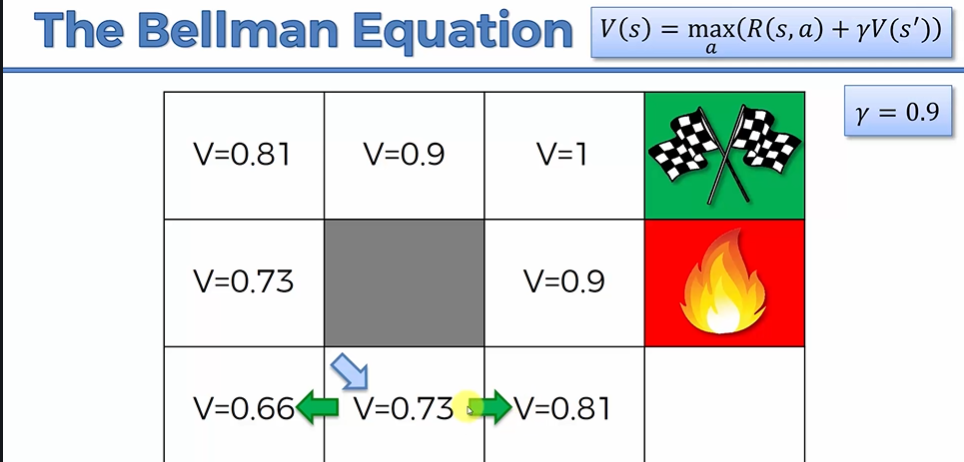 The Bellman Equation
V(s) = max(R(s, a) + γV(s′))
a
γ = 0.9
V=0.81 V=0.9 V=1
V=0.73 V=0.9
V=0.66 V=0.73 V=0.81